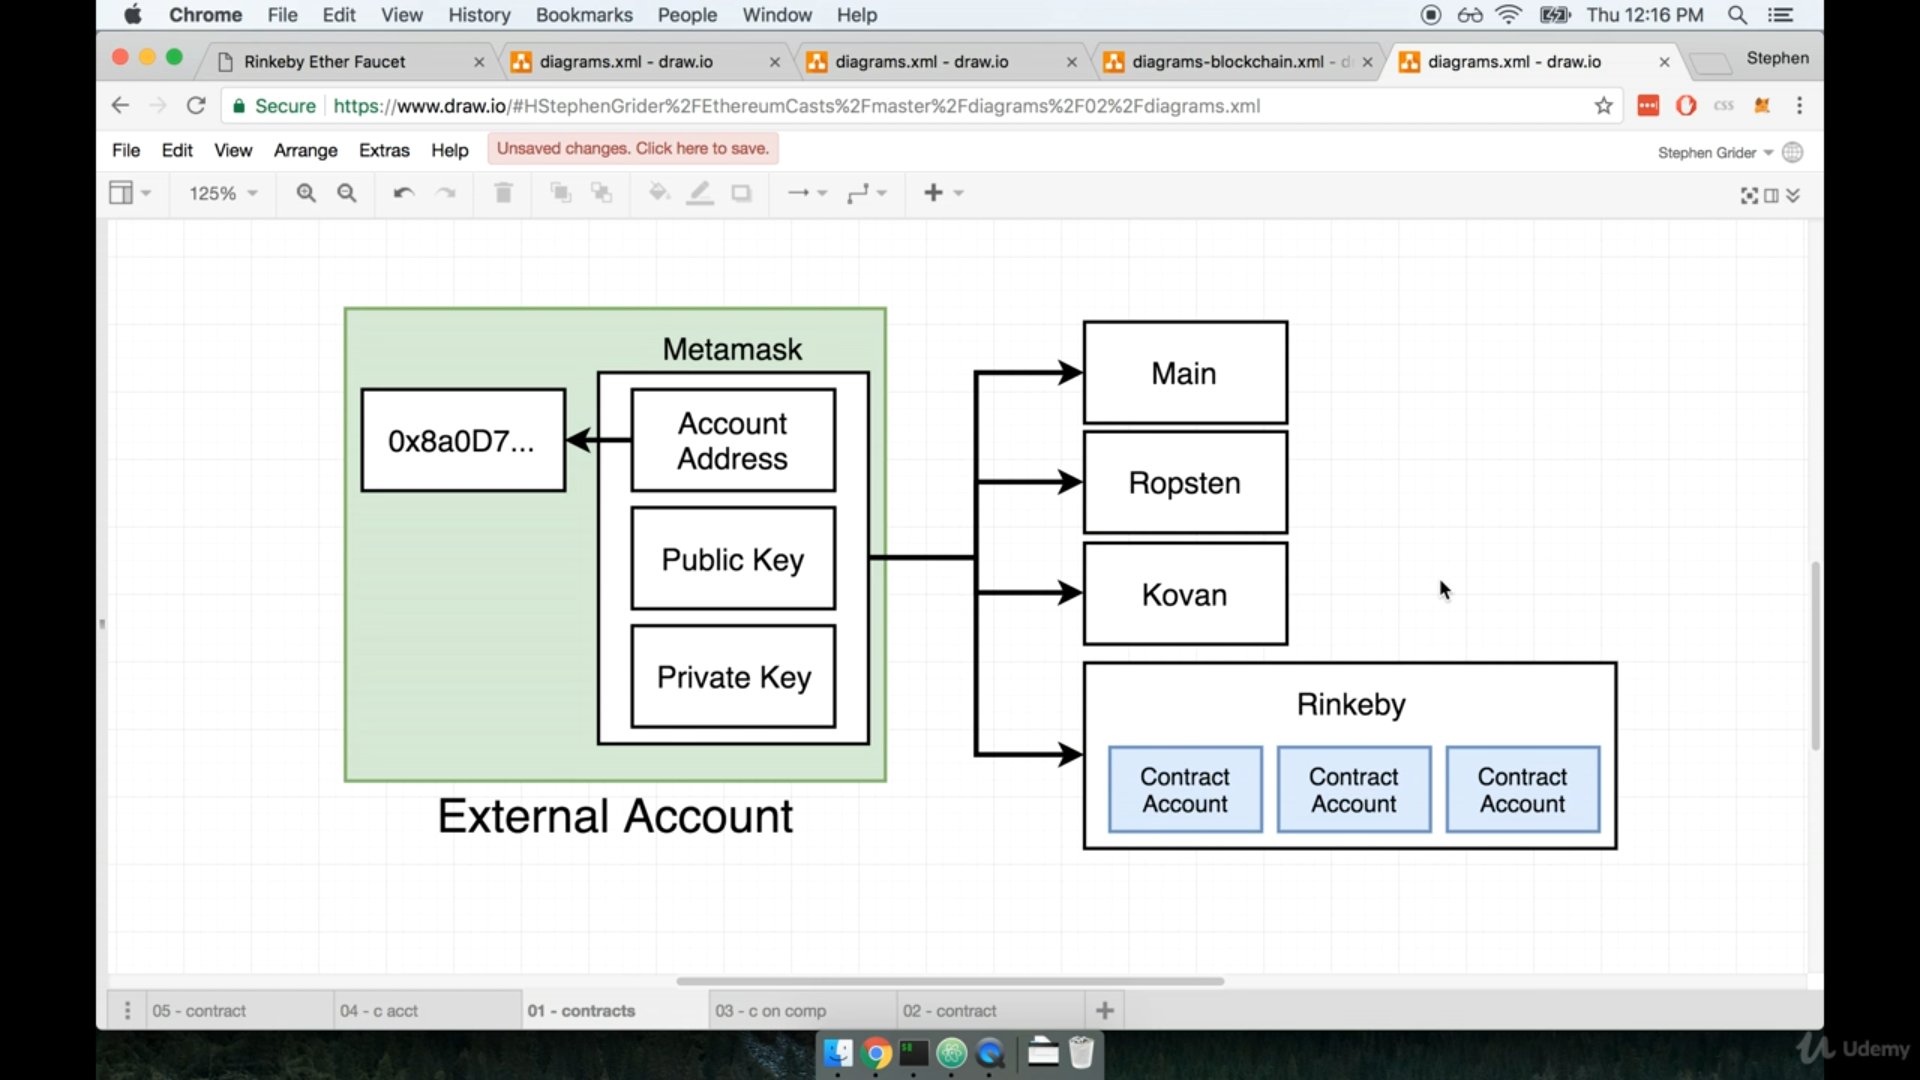 Chrome File Edit View History Bookmarks People Window Help Thu 12:16 PM
Rinkeby Ether Faucet
diagrams.xml - draw.io
diagrams.xml - draw.io
diagrams-blockchain.xml - d
diagrams.xml - draw.io
Stephen
Secure https://www.draw.io/#HStephenGrider%2FEthereumCasts%2Fmaster%2Fdiagrams%2F02%2Fdiagrams.xml
css
File Edit View Arrange Extras Help Unsaved changes. Click here to save. Stephen Grider
125%
Metamask
0x8a0D7...
Account
Address
Public Key
Private Key
External Account
Main
Ropsten
Kovan
Rinkeby
Contract
Account
Contract
Account
Contract
Account
05 - contract
04 - c acct
01 - contracts
03 - c on comp
02 - contract
Udemy